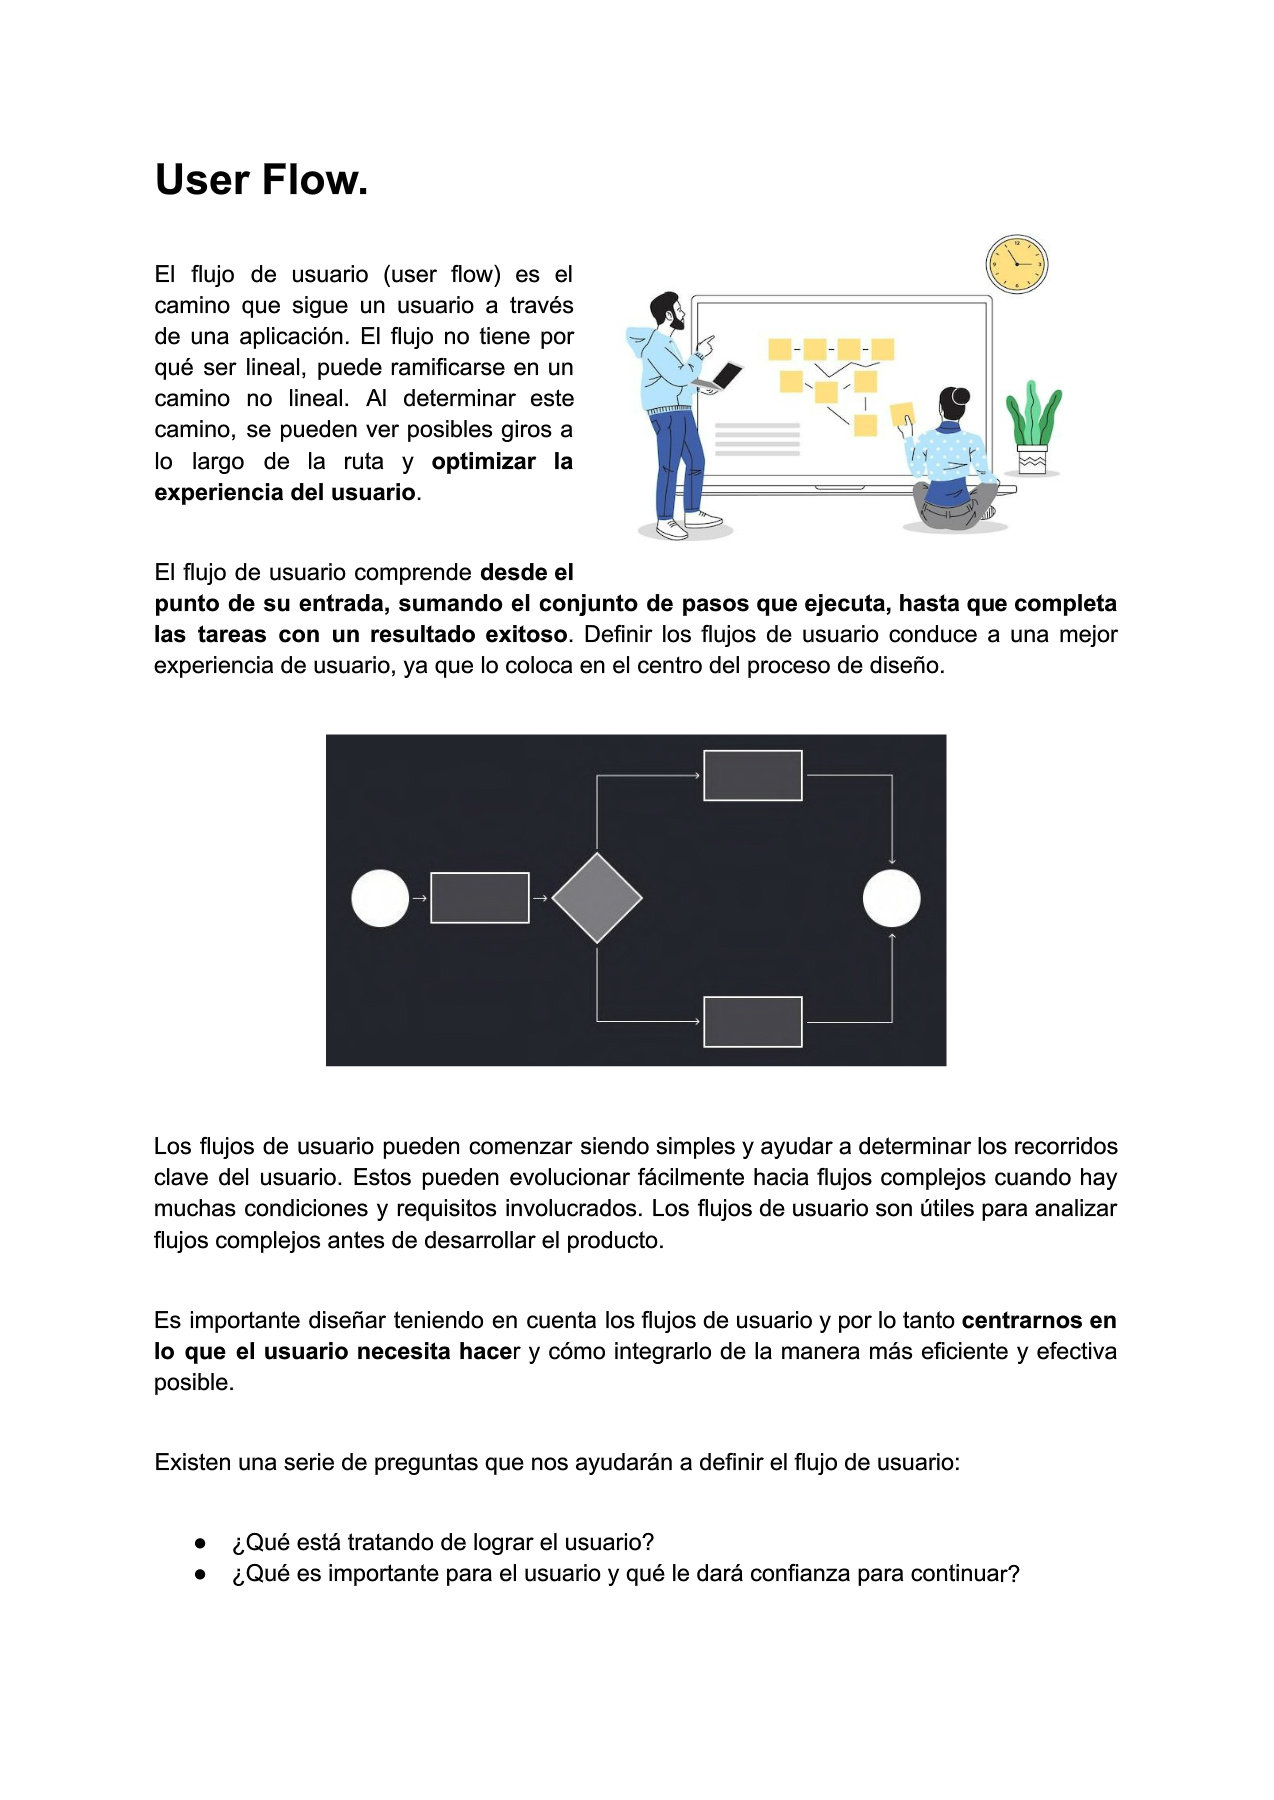 User Flow.
El flujo de usuario (user flow) es el
camino que sigue un usuario a través
de una aplicación. El flujo no tiene por
qué ser lineal, puede ramificarse en un
camino no lineal. Al determinar este
camino, se pueden ver posibles giros a
lo largo de la ruta y optimizar la
experiencia del usuario.
El flujo de usuario comprende desde el
punto de su entrada, sumando el conjunto de pasos que ejecuta, hasta que completa
las tareas con un resultado exitoso. Definir los flujos de usuario conduce a una mejor
experiencia de usuario, ya que lo coloca en el centro del proceso de diseño.
Los flujos de usuario pueden comenzar siendo simples y ayudar a determinar los recorridos
clave del usuario. Estos pueden evolucionar fácilmente hacia flujos complejos cuando hay
muchas condiciones y requisitos involucrados. Los flujos de usuario son útiles para analizar
flujos complejos antes de desarrollar el producto.
Es importante diseñar teniendo en cuenta los flujos de usuario y por lo tanto centrarnos en
lo que el usuario necesita hacer y cómo integrarlo de la manera más eficiente y efectiva
posible.
Existen una serie de preguntas que nos ayudarán a definir el flujo de usuario:
● ¿Qué está tratando de lograr el usuario?
● ¿Qué es importante para el usuario y qué le dará confianza para continuar?